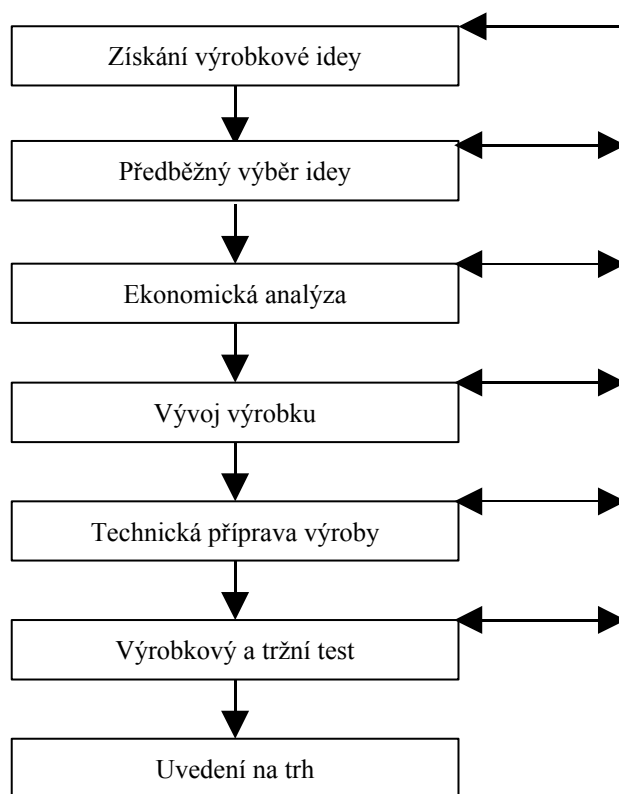 Získání výrobkové idey
Předběžný výběr idey
Ekonomická analýza
Vývoj výrobku
Technická příprava výroby
Výrobkový a tržní test
Uvedení na trh